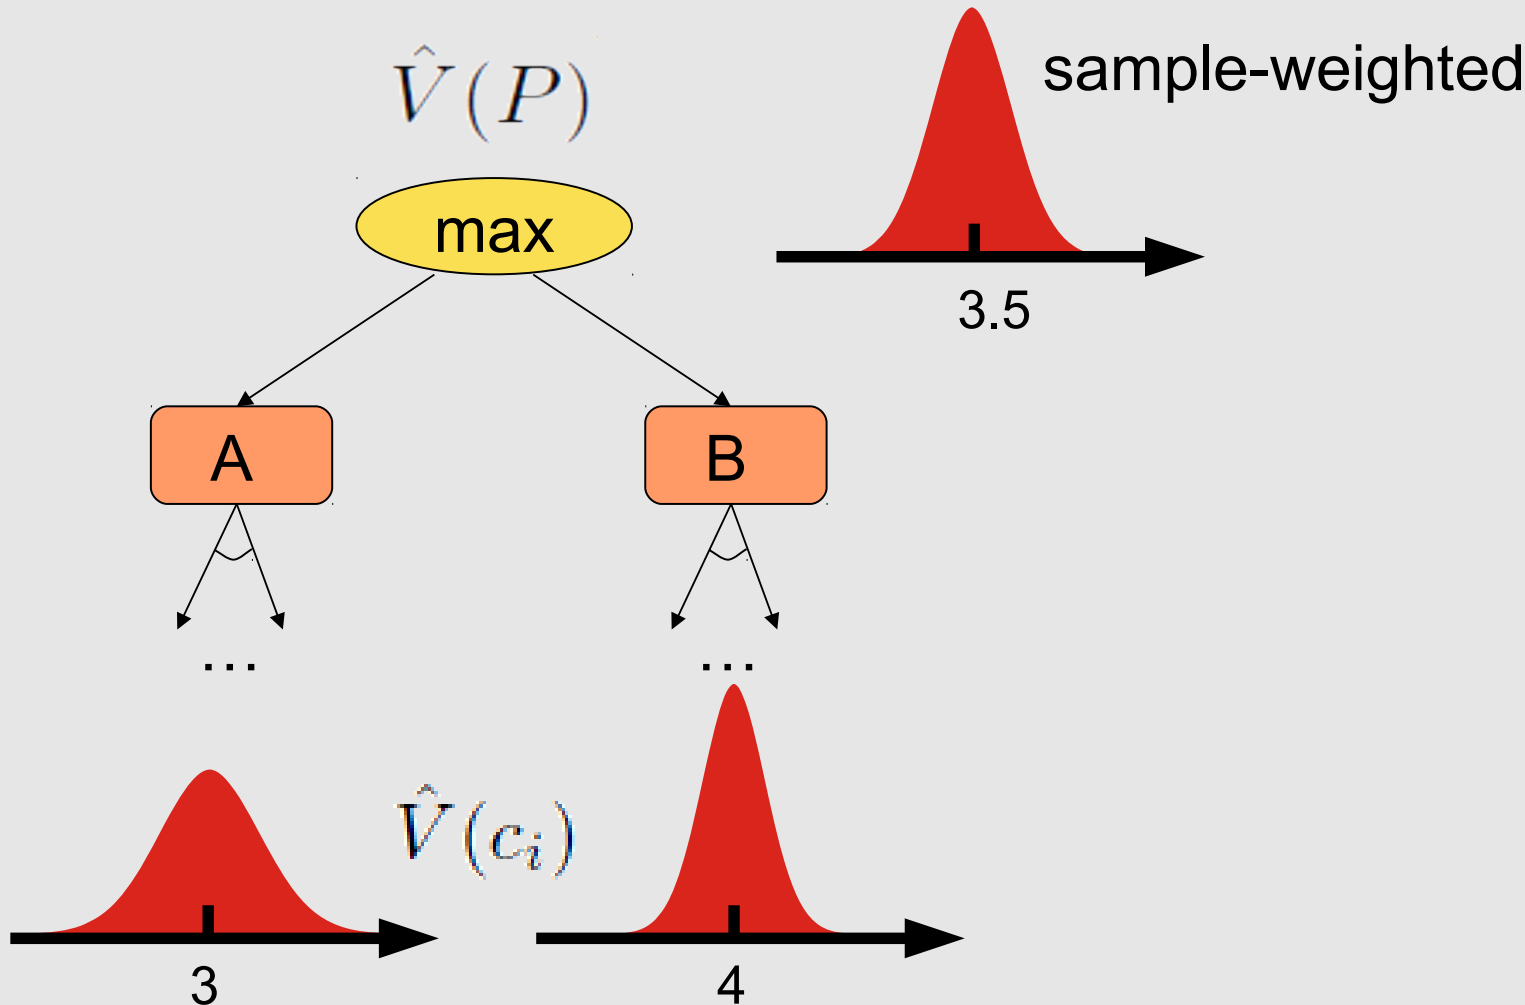 V̂(P)
sample-weighted
max
3.5
A
B
...
...
V̂(cᵢ)
3
4